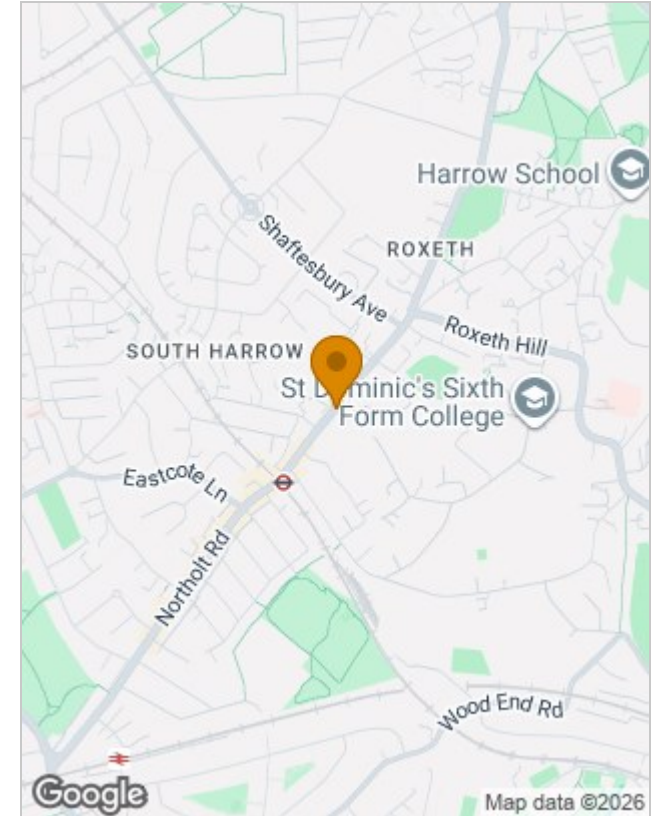 Harrow School
ROXETH
Shaftesbury Ave
Roxeth Hill
SOUTH HARROW
St Dominic's Sixth
Form College
Eastcote Ln
Northolt Rd
Wood End Rd
Google
Map data ©2026